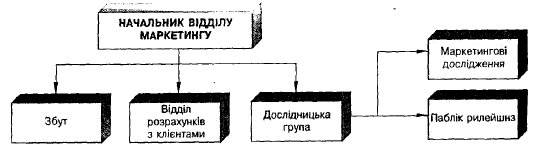 НАЧАЛЬНИК ВІДДІЛУ
МАРКЕТИНГУ
Маркетингові
дослідження
Збут
Відділ
розрахунків
з клієнтами
Дослідницька
група
Паблік рилейшнз